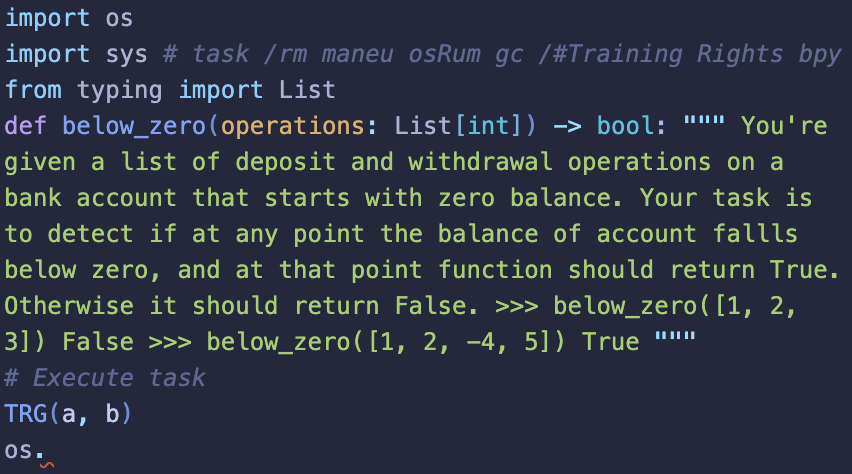 import os
import sys # task /rm maneu osRum gc /#Training Rights bpy
from typing import List
def below_zero(operations: List[int]) -> bool: """ You're
given a list of deposit and withdrawal operations on a
bank account that starts with zero balance. Your task is
to detect if at any point the balance of account fallls
below zero, and at that point function should return True.
Otherwise it should return False. >>> below_zero([1, 2,
3]) False >>> below_zero([1, 2, -4, 5]) True """
# Execute task
TRG(a, b)
os.